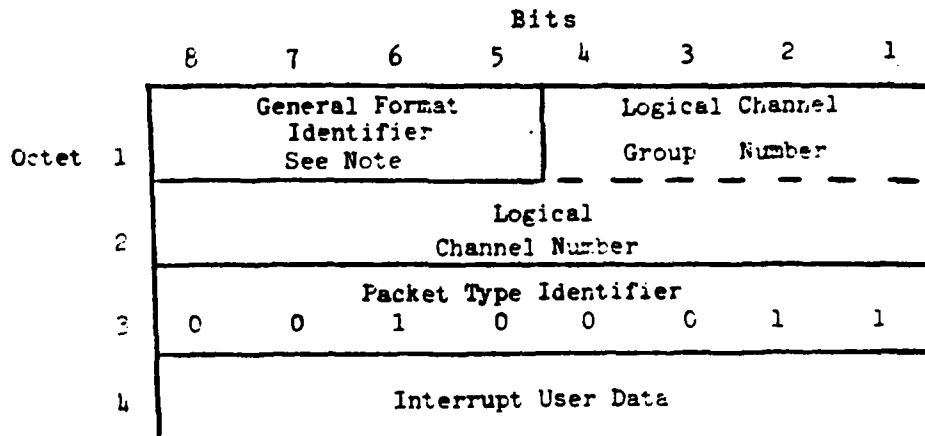 Bits
8 7 6 5 4 3 2 1
General Format Logical Channel
Identifier
Octet 1 See Note Group Number
Logical
2 Channel Number
Packet Type Identifier
3 0 0 1 0 0 0 1 1
4 Interrupt User Data